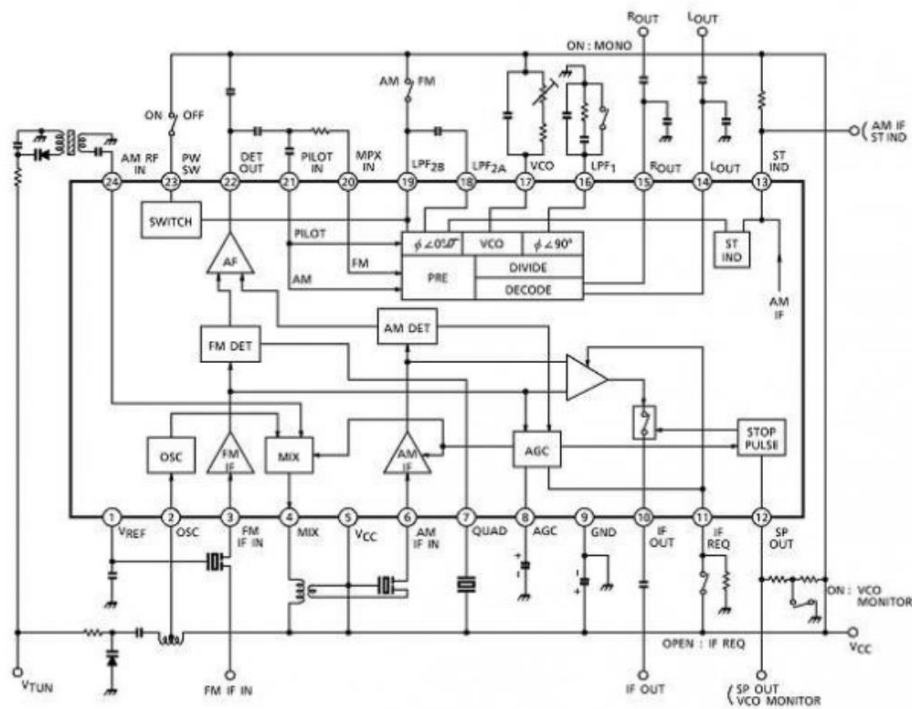 ROUT LOUT
ON : MONO
AM FM
ON OFF
AM IF
ST IND
AM RF IN
PW SW
DET OUT
PILOT IN
MPX IN
LPF2B
LPF2A
VCO
LPF1
ROUT
LOUT
ST IND
24 23 22 21 20 19 18 17 16 15 14 13
SWITCH
PILOT
FM
AM
AF
VCO
ϕ∠90°
PRE
DIVIDE
DECODE
ST IND
AM IF
FM DET
AM DET
OSC
FM IF
MIX
AM IF
AGC
STOP PULSE
1 2 3 4 5 6 7 8 9 10 11 12
VREF
OSC
FM IF IN
MIX
VCC
AM IF IN
QUAD
AGC
GND
IF OUT
IF REQ
SP OUT
+
-
-
+
ON : VCO MONITOR
OPEN : IF REQ
VCC
VTUN
FM IF IN
IF OUT
SP OUT
VCO MONITOR